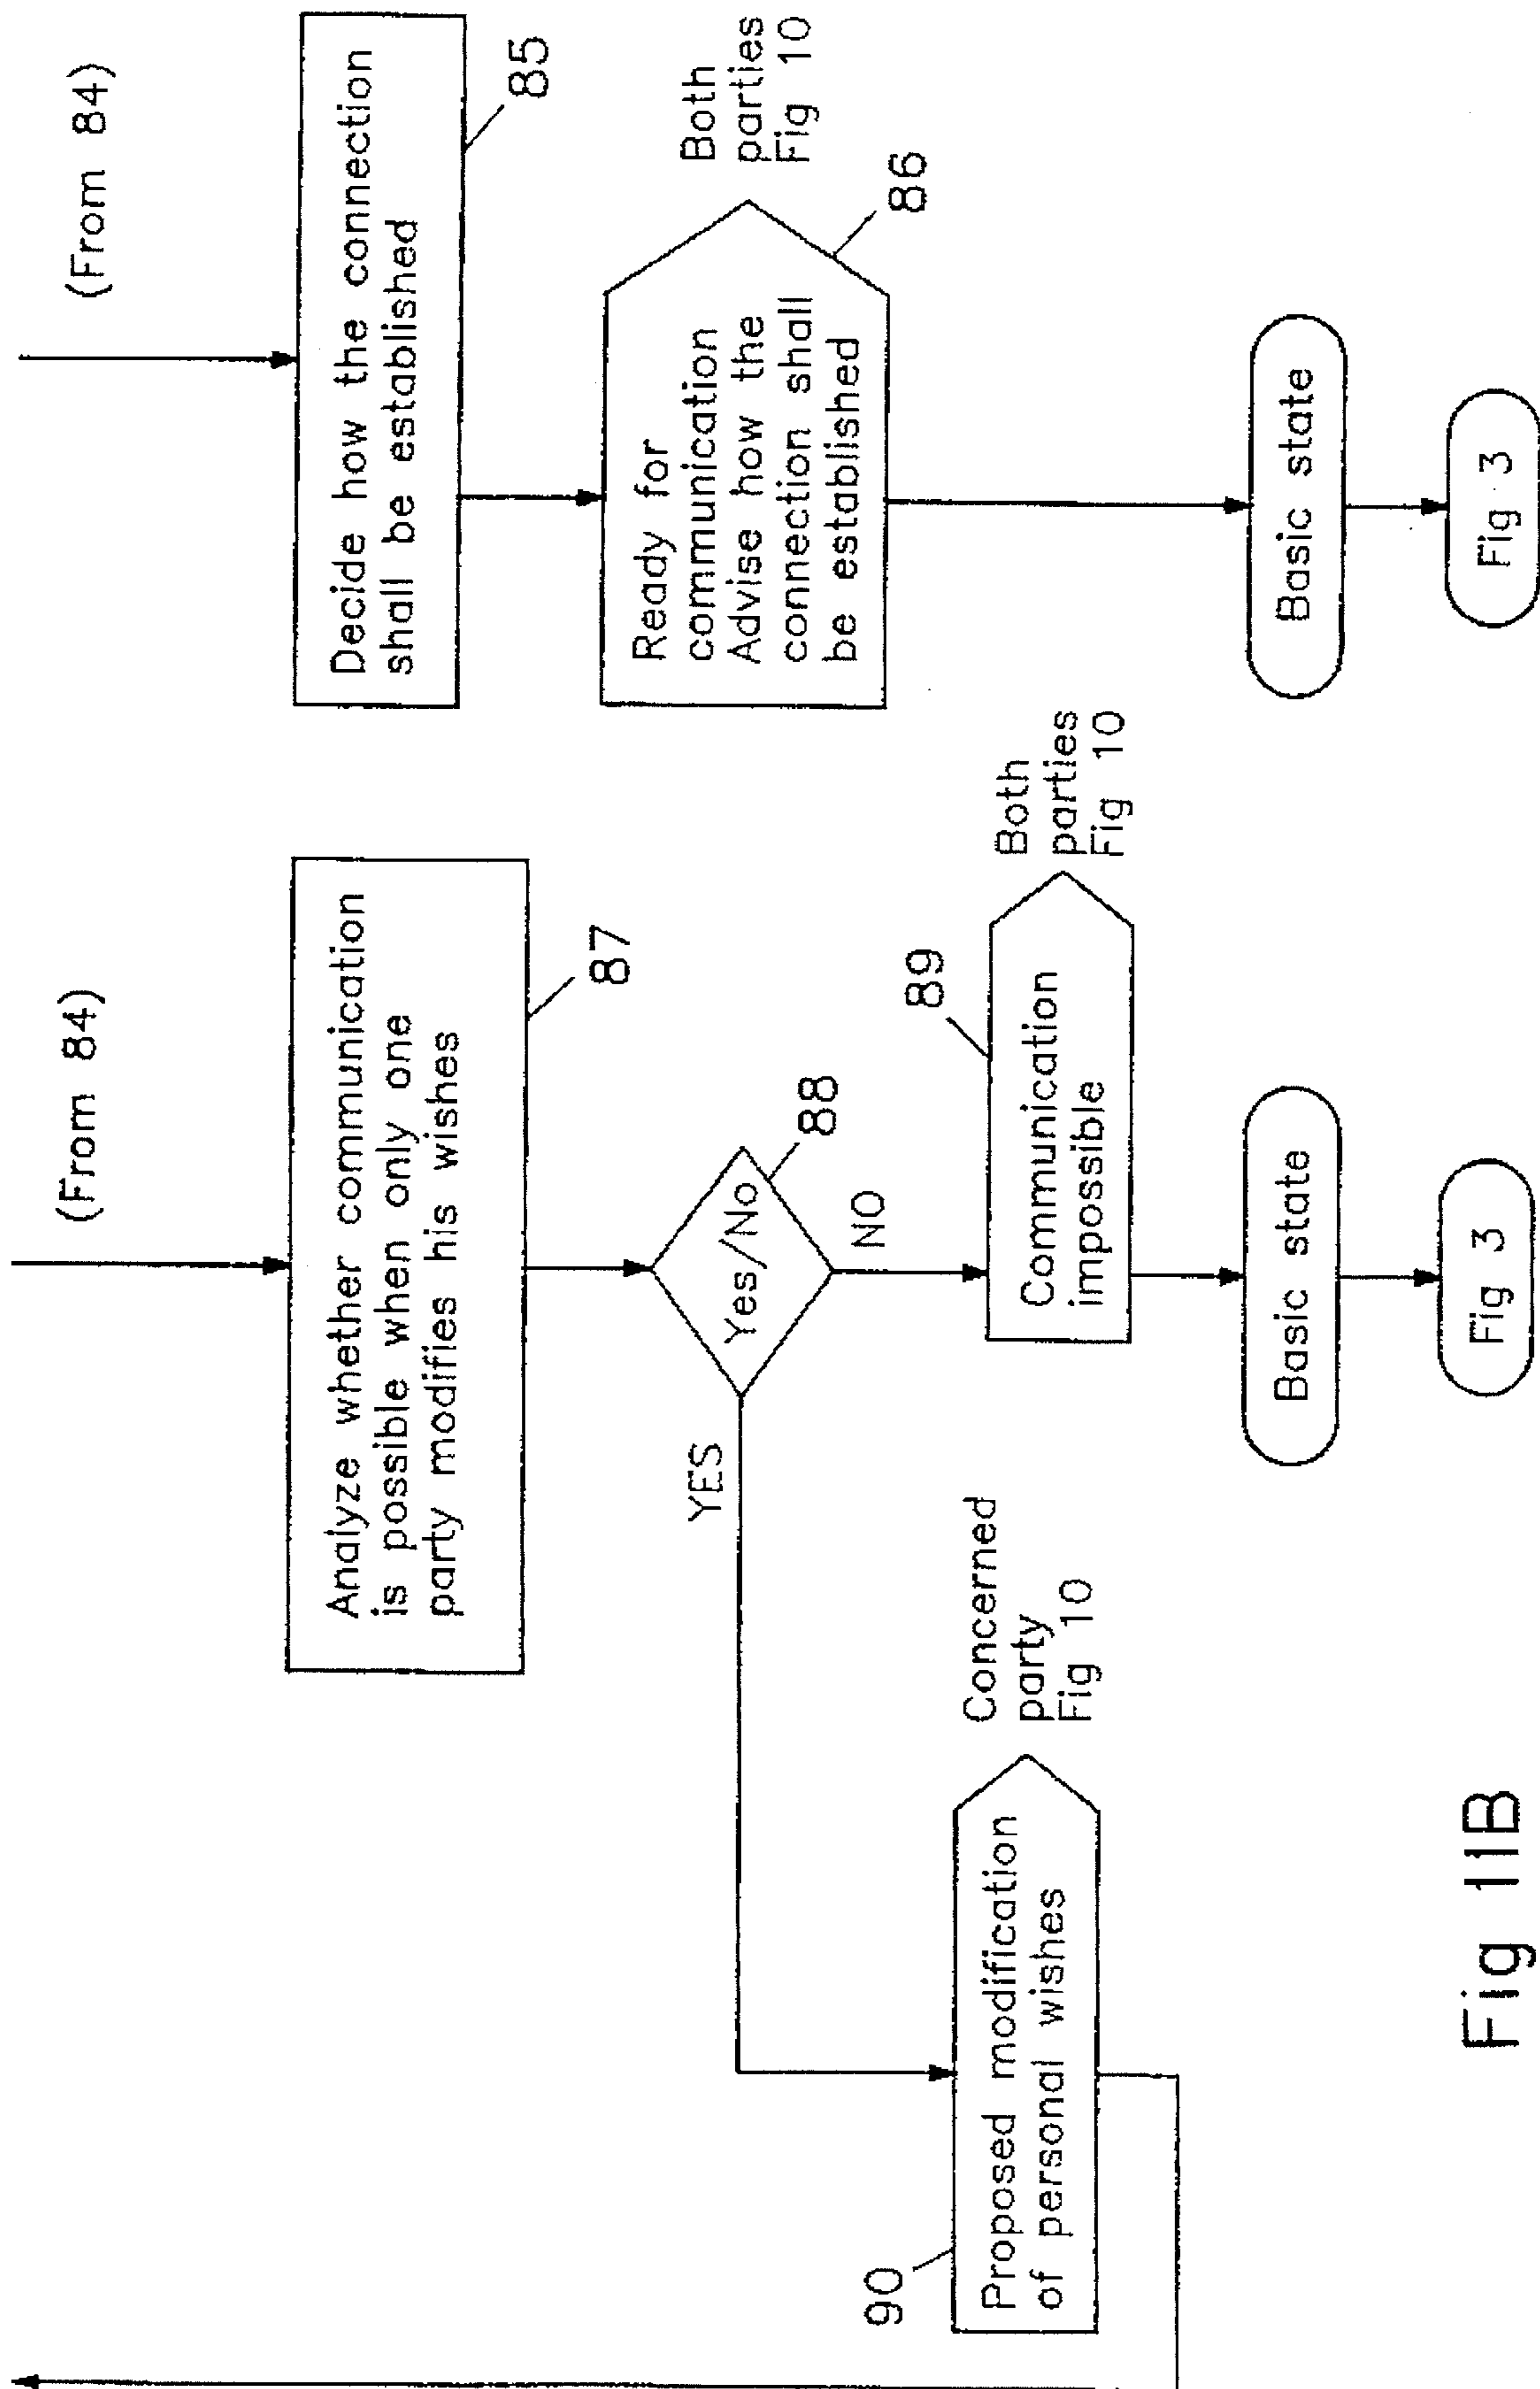 (From 84)
(From 84)
Analyze whether communication
is possible when only one
party modifies his wishes
87
Decide how the connection
shall be established
85
YES
Yes/No
88
NO
Ready for
communication
Advise how the
connection shall
be established
86
Both
parties
Fig 10
90
Proposed modification
of personal wishes
Concerned
party
Fig 10
89
Communication
impossible
Both
parties
Fig 10
Basic state
Basic state
Fig 3
Fig 3
Fig 11B